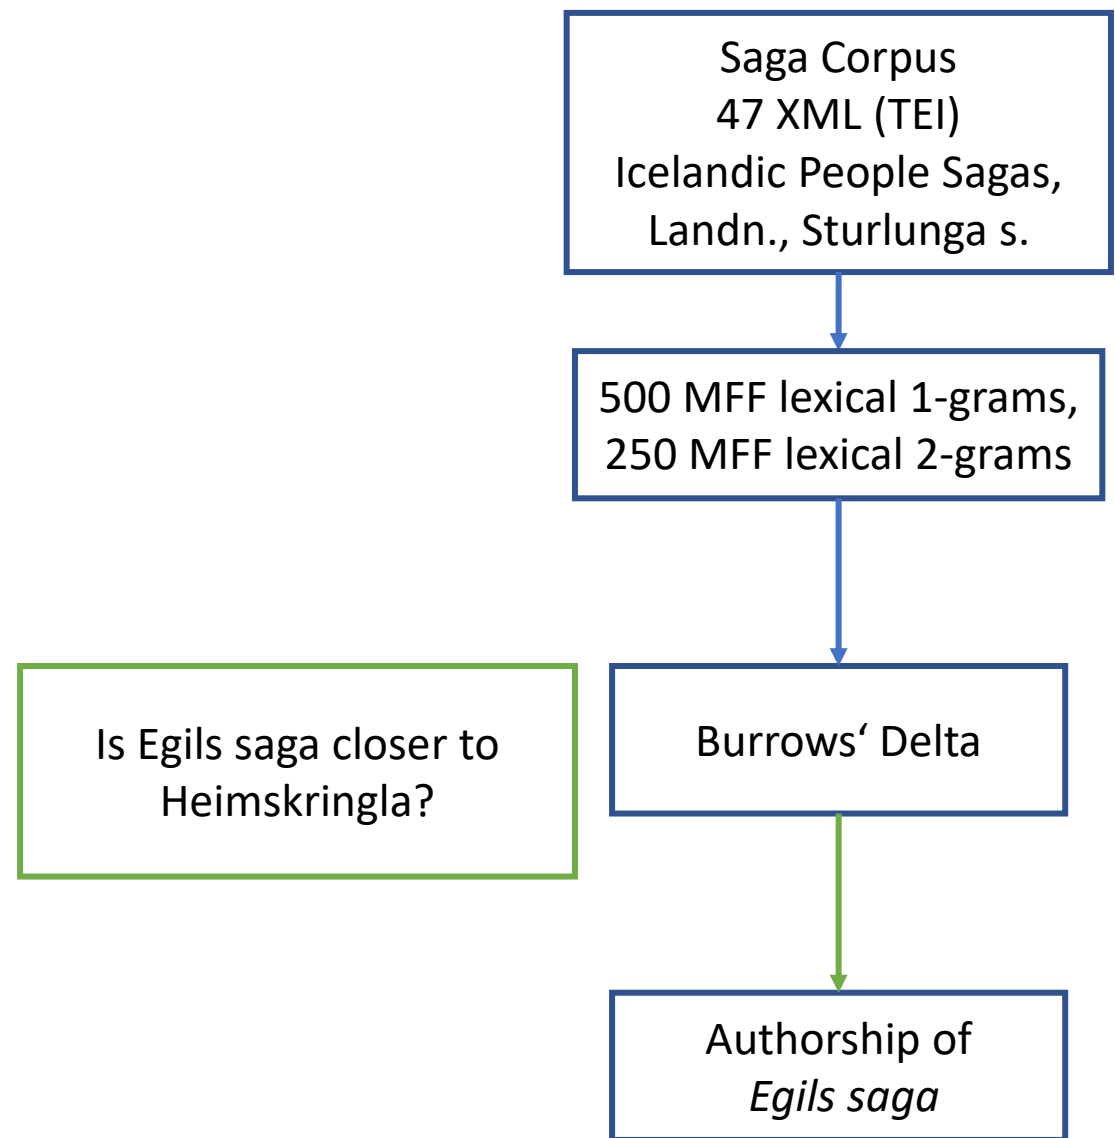 Saga Corpus
47 XML (TEI)
Icelandic People Sagas,
Landn., Sturlunga s.
500 MFF lexical 1-grams,
250 MFF lexical 2-grams
Is Egils saga closer to
Heimskringla?
Burrows‘ Delta
Authorship of
Egils saga